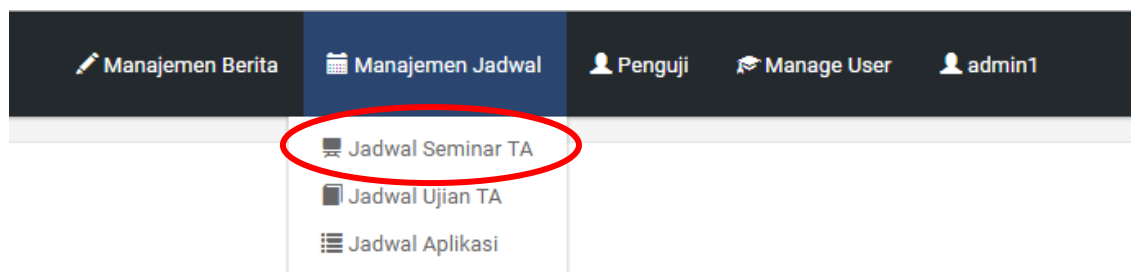 Manajemen Berita Manajemen Jadwal Penguji Manage User admin1
Jadwal Seminar TA
Jadwal Ujian TA
Jadwal Aplikasi